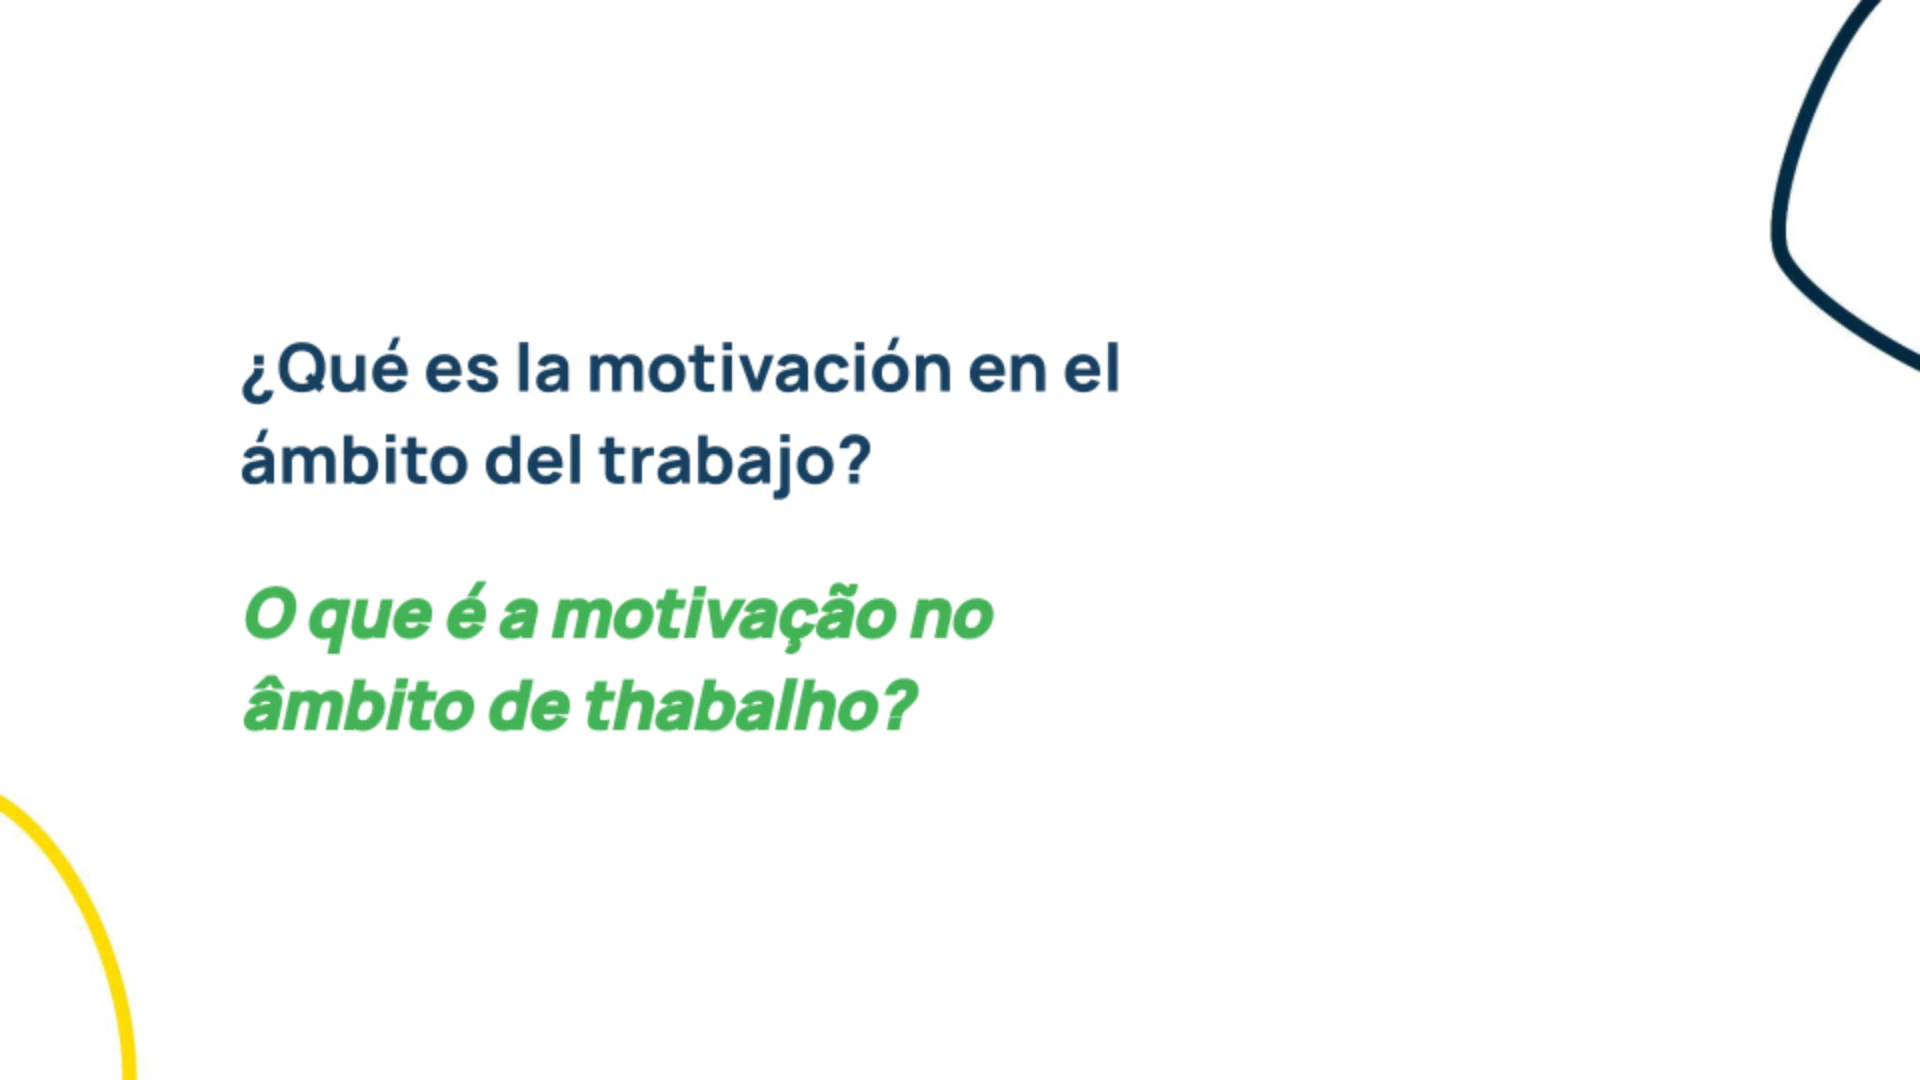 ¿Qué es la motivación en el
ámbito del trabajo?
O que é a motivação no
âmbito de thabalho?